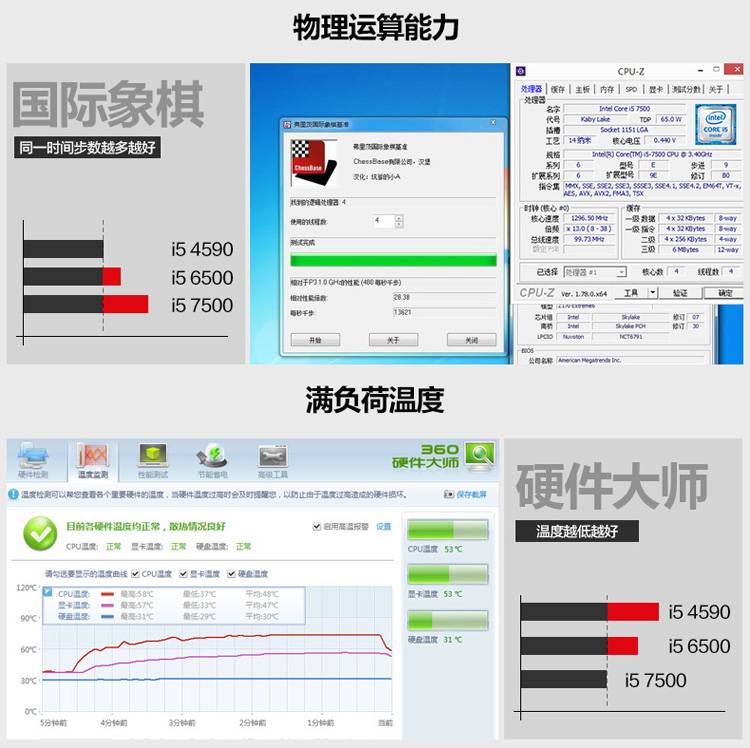 物理运算能力
国际象棋
同一时间步数越多越好
i5 4590
i5 6500
i5 7500
弗里茨国际象棋基准
ChessBase
弗里茨国际象棋基准
ChessBase有限公司,汉堡
找到的逻辑处理器: 4
使用的线程数:
4
测试完成
相对于P3 1.0 GHz的性能 (480 每秒千步)
相对性能倍数:
28.38
每秒千步:
13621
开始
关于
关闭
CPU-Z
处理器 缓存 主板 内存 SPD 显卡 测试分数 关于
处理器
名字 Intel Core i5 7500
代号 Kaby Lake TDP 65.0 W
插槽 Socket 1151 LGA
工艺 14 纳米 核心电压 0.440 V
intel
CORE i5
inside
规格 Intel(R) Core(TM) i5-7500 CPU @ 3.40GHz
系列 6 型号 E 步进 9
扩展系列 6 扩展型号 9E 修订 B0
指令集 MMX, SSE, SSE2, SSE3, SSSE3, SSE4.1, SSE4.2, EM64T, VT-x,
AES, AVX, AVX2, FMA3, TSX
时钟 (核心 #0)
核心速度 1296.50 MHz
倍频 x 13.0 ( 8 - 38 )
总线速度 99.73 MHz
额定 FSB
缓存
一级 数据 4 x 32 KBytes 8-way
一级 指令 4 x 32 KBytes 8-way
二级 4 x 256 KBytes 4-way
三级 6 MBytes 12-way
已选择 处理器 #1 核心数 4 线程数 4
CPU-Z Ver. 1.78.0.x64 工具 验证 确定
模型 Z170 Extreme6
芯片组 Intel Skylake 修订 07
南桥 Intel Skylake PCH 修订 30
LPCIO Nuvoton NCT6791
BIOS
公司名称 American Megatrends Inc.
满负荷温度
硬件检测
温度监测
性能测试
节能省电
高级工具
360
硬件大师
温度检测可以帮您查看各个重要硬件的温度,当硬件温度过高时会及时提醒您,以防止由于温度过高造成的硬件损坏。
保存截屏
目前各硬件温度均正常,散热情况良好
启用高温报警 设置
CPU温度: 正常 显卡温度: 正常 硬盘温度: 正常
请勾选要显示的温度曲线 CPU温度 显卡温度 硬盘温度
CPU温度: 最高:58℃ 最低:37℃ 平均:48℃
显卡温度: 最高:57℃ 最低:33℃ 平均:47℃
硬盘温度: 最高:31℃ 最低:29℃ 平均:30℃
120℃
90℃
60℃
30℃
0℃
5分钟前
4分钟前
3分钟前
2分钟前
1分钟前
当前
CPU温度 53℃
显卡温度 53℃
硬盘温度 31℃
硬件大师
温度越低越好
i5 4590
i5 6500
i5 7500